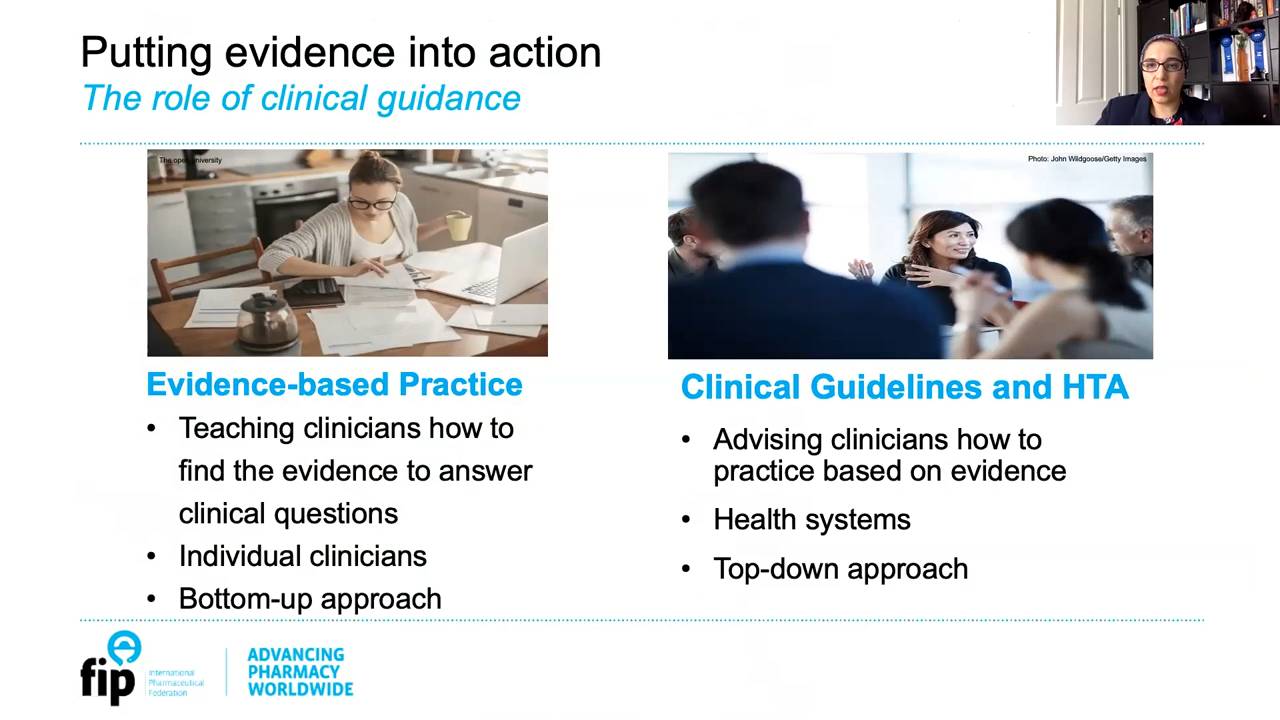 Putting evidence into action
The role of clinical guidance
The open university
Photo: John Wildgoose/Getty Images
Evidence-based Practice
• Teaching clinicians how to
find the evidence to answer
clinical questions
• Individual clinicians
• Bottom-up approach
Clinical Guidelines and HTA
• Advising clinicians how to
practice based on evidence
• Health systems
• Top-down approach
fip
International
Pharmaceutical
Federation
ADVANCING
PHARMACY
WORLDWIDE